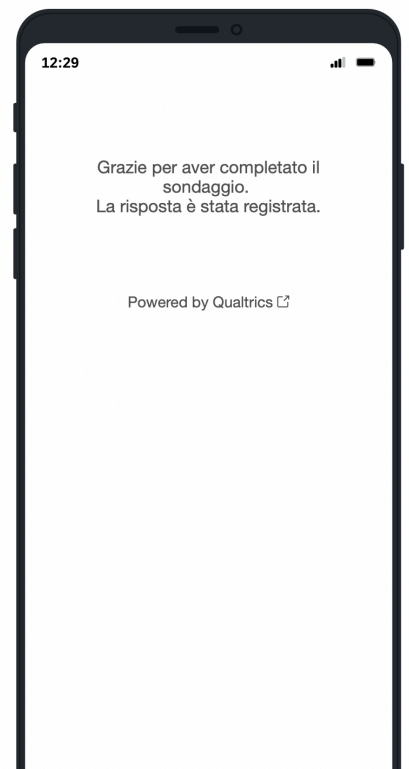 12:29
Grazie per aver completato il
sondaggio.
La risposta è stata registrata.
Powered by Qualtrics